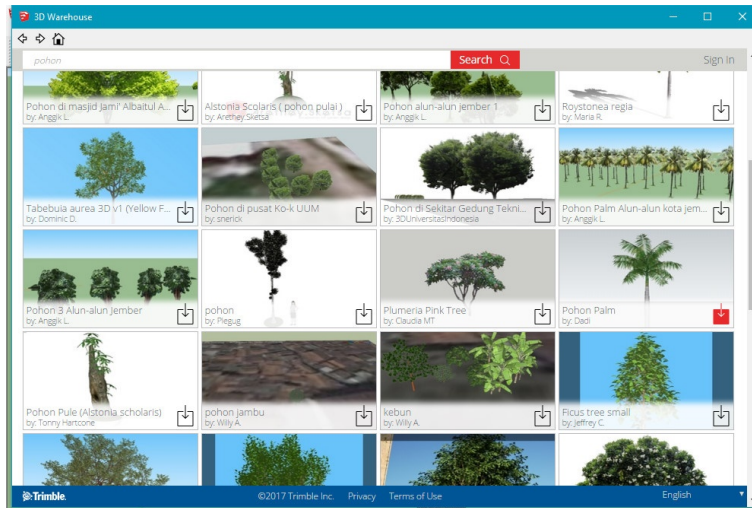 3D Warehouse
pohon
Search
Sign In
Pohon di masjid Jami' Albaitul A...
by: Anggik L.
Alstonia Scolaris ( pohon pulai )
by: Arethey.Sketsa
Pohon alun-alun jember 1
by: Anggik L.
Roystonea regia
by: Maria R.
Tabebuia aurea 3D v1 (Yellow F...
by: Dominic D.
Pohon di pusat Ko-k UUM
by: snerick
Pohon di Sekitar Gedung Tekni...
by: 3DUniversitasIndonesia
Pohon Palm Alun-alun kota jem...
by: Anggik L.
Pohon 3 Alun-alun Jember
by: Anggik L.
pohon
by: Plegug
Plumeria Pink Tree
by: Claudia MT
Pohon Palm
by: Dadi
Pohon Pule (Alstonia scholaris)
by: Tonny Hartcone
pohon jambu
by: Willy A.
kebun
by: Willy A.
Ficus tree small
by: Jeffrey C.
Trimble.
©2017 Trimble Inc.
Privacy
Terms of Use
English